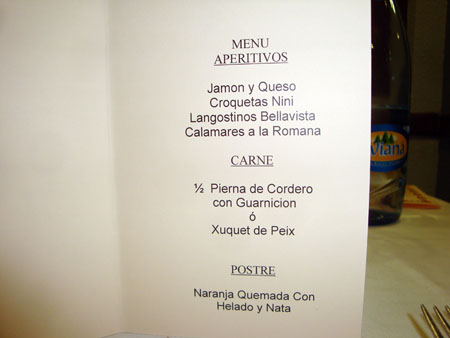 MENU
APERITIVOS
Jamon y Queso
Croquetas Nini
Langostinos Bellavista
Calamares a la Romana
CARNE
½ Pierna de Cordero
con Guarnicion
ó
Xuquet de Peix
POSTRE
Naranja Quemada Con
Helado y Nata
Viana